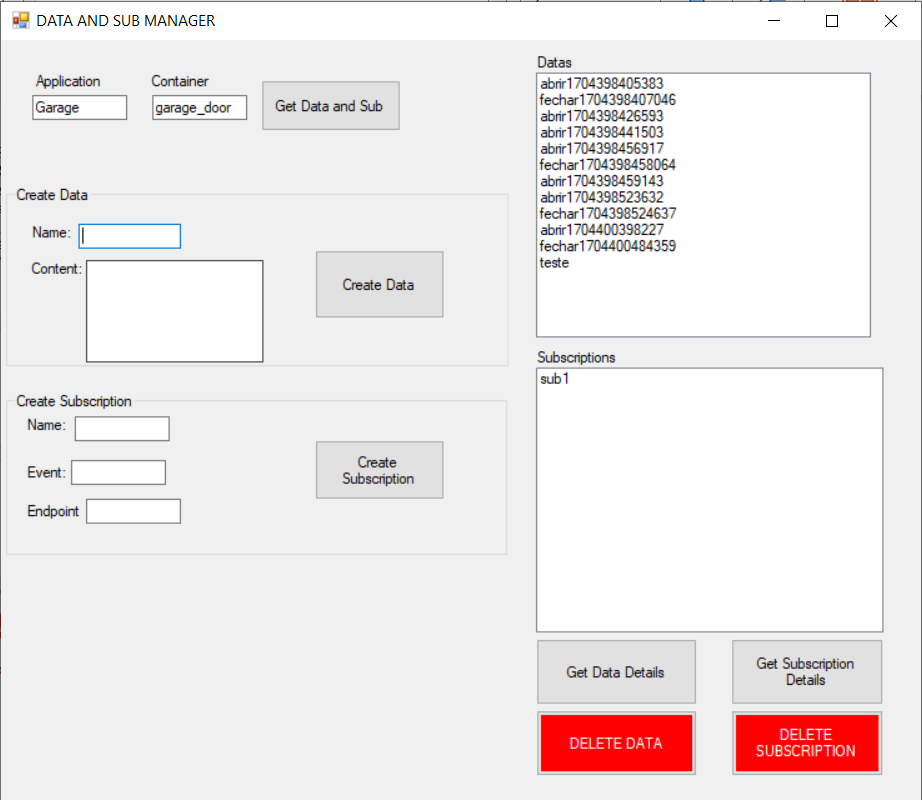 DATA AND SUB MANAGER
Application
Container
Garage
garage_door
Get Data and Sub
Create Data
Name:
Content:
Create Data
Create Subscription
Name:
Event:
Endpoint
Create
Subscription
Datas
abrir1704398405383
fechar1704398407046
abrir1704398426593
abrir1704398441503
abrir1704398456917
fechar1704398458064
abrir1704398459143
abrir1704398523632
fechar1704398524637
abrir1704400398227
fechar1704400484359
teste
Subscriptions
sub1
Get Data Details
Get Subscription
Details
DELETE DATA
DELETE
SUBSCRIPTION